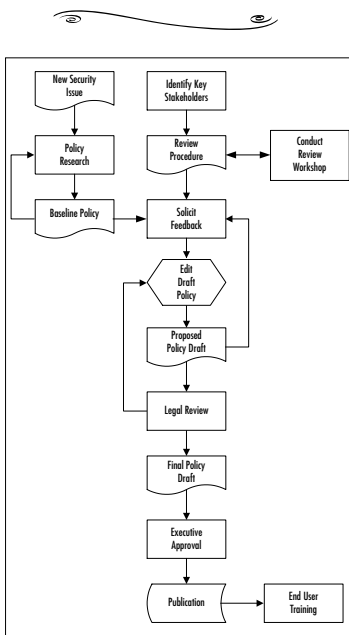 New Security
Issue
Identify Key
Stakeholders
Policy
Research
Review
Procedure
Conduct
Review
Workshop
Baseline Policy
Solicit
Feedback
Edit
Draft
Policy
Proposed
Policy Draft
Legal Review
Final Policy
Draft
Executive
Approval
Publication
End User
Training